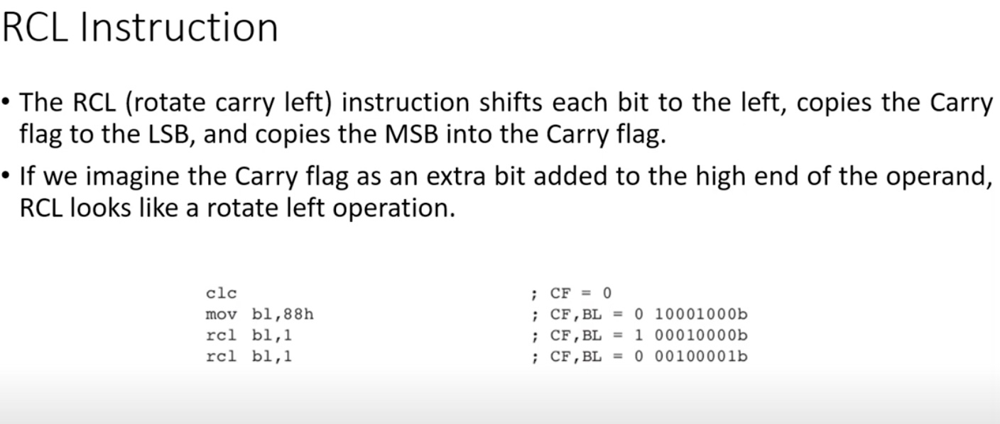 RCL Instruction
• The RCL (rotate carry left) instruction shifts each bit to the left, copies the Carry
flag to the LSB, and copies the MSB into the Carry flag.
• If we imagine the Carry flag as an extra bit added to the high end of the operand,
RCL looks like a rotate left operation.
clc ; CF = 0
mov bl,88h ; CF,BL = 0 10001000b
rcl bl,1 ; CF,BL = 1 00010000b
rcl bl,1 ; CF,BL = 0 00100001b